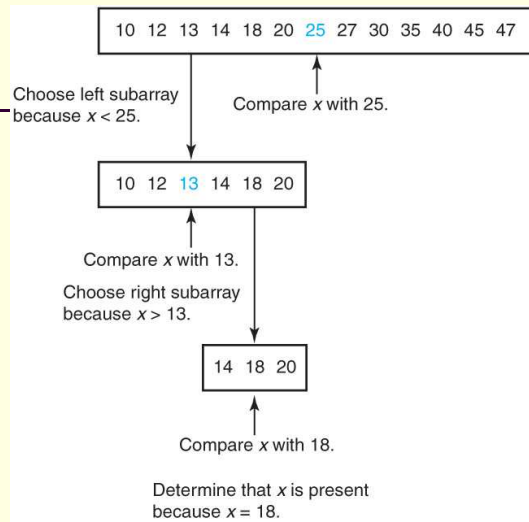 10 12 13 14 18 20 25 27 30 35 40 45 47
Choose left subarray
because x < 25.
Compare x with 25.
10 12 13 14 18 20
Compare x with 13.
Choose right subarray
because x > 13.
14 18 20
Compare x with 18.
Determine that x is present
because x = 18.